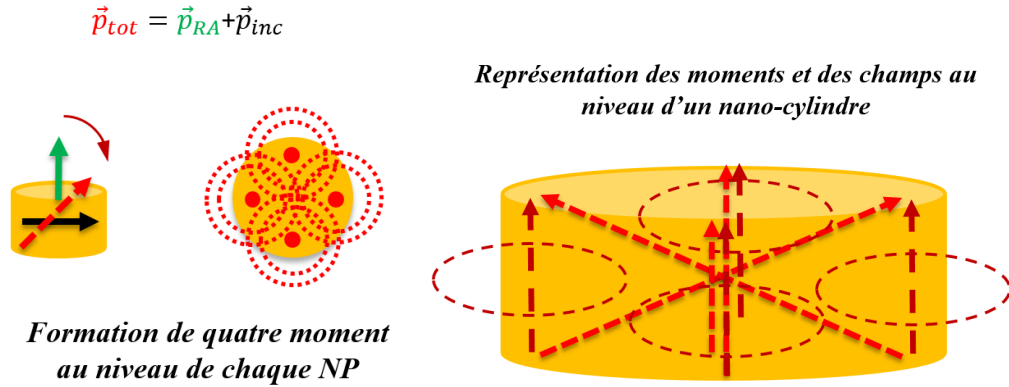 p⃗tot = p⃗RA+p⃗inc
Représentation des moments et des champs au
niveau d'un nano-cylindre
Formation de quatre moment
au niveau de chaque NP